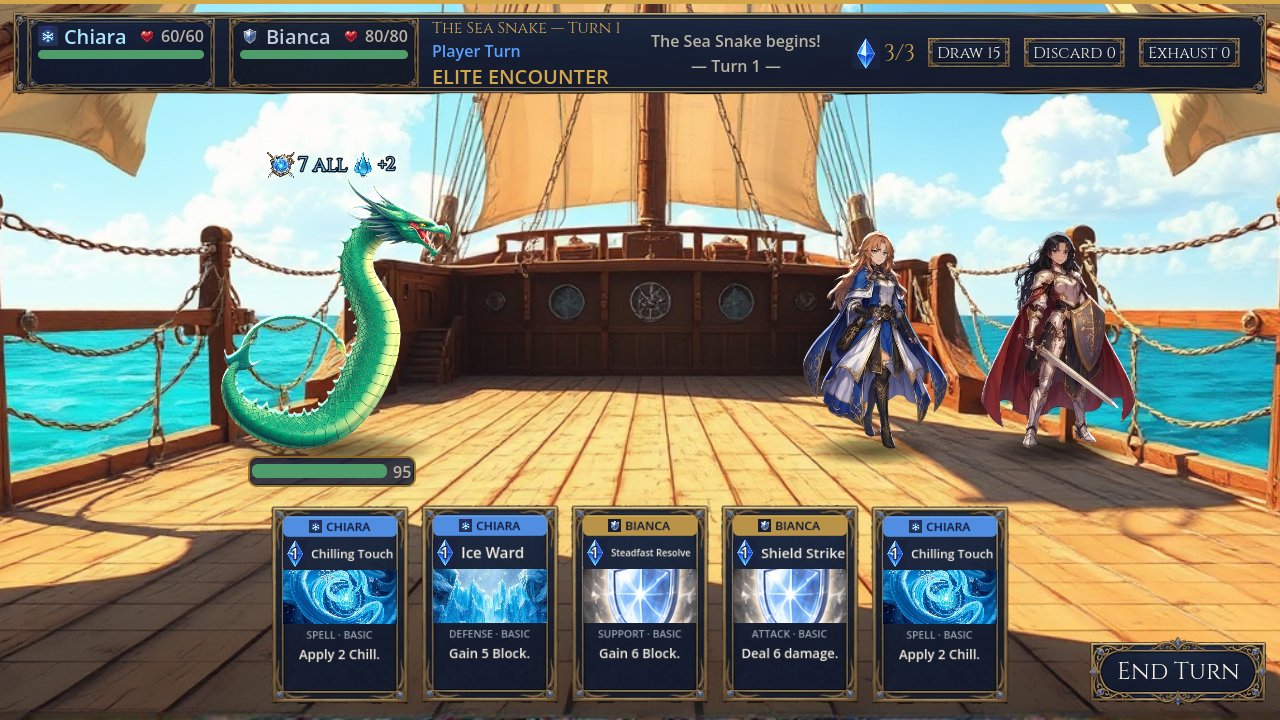 Chiara 60/60
Bianca 80/80
The Sea Snake — Turn 1
Player Turn
ELITE ENCOUNTER
The Sea Snake begins!
— Turn 1 —
3/3
Draw 15
Discard 0
Exhaust 0
7 ALL +2
95
CHIARA
1 Chilling Touch
SPELL · BASIC
Apply 2 Chill.
CHIARA
1 Ice Ward
DEFENSE · BASIC
Gain 5 Block.
BIANCA
1 Steadfast Resolve
SUPPORT · BASIC
Gain 6 Block.
BIANCA
1 Shield Strike
ATTACK · BASIC
Deal 6 damage.
CHIARA
1 Chilling Touch
SPELL · BASIC
Apply 2 Chill.
End Turn